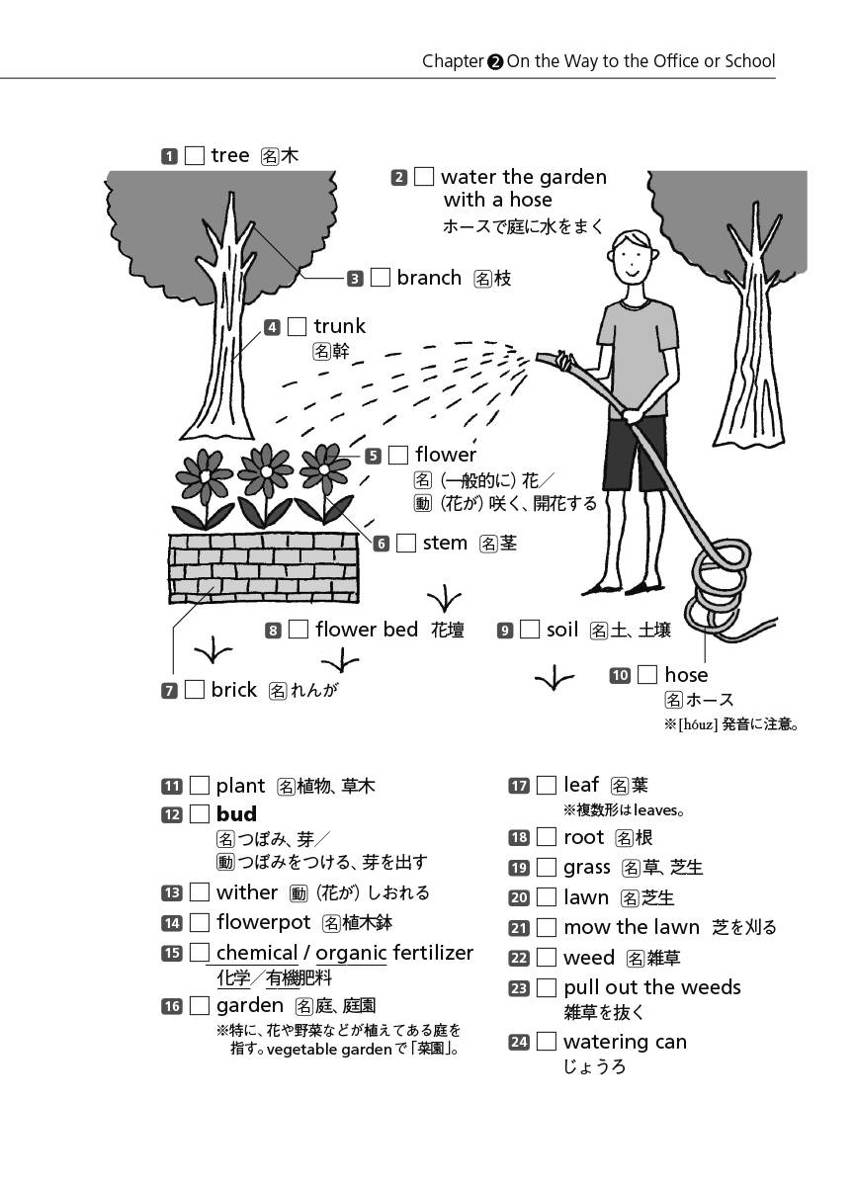 Chapter❷On the Way to the Office or School
1 □ tree 名木
2 □ water the garden
with a hose
ホースで庭に水をまく
3 □ branch 名枝
4 □ trunk
名幹
5 □ flower
名（一般的に）花／
動（花が）咲く、開花する
6 □ stem 名茎
7 □ brick 名れんが
8 □ flower bed 花壇
9 □ soil 名土、土壌
10 □ hose
名ホース
※[hóuz] 発音に注意。
11 □ plant 名植物、草木
12 □ bud
名つぼみ、芽／
動つぼみをつける、芽を出す
13 □ wither 動（花が）しおれる
14 □ flowerpot 名植木鉢
15 □ chemical / organic fertilizer
化学／有機肥料
16 □ garden 名庭、庭園
※特に、花や野菜などが植えてある庭を
指す。vegetable gardenで「菜園」。
17 □ leaf 名葉
※複数形はleaves。
18 □ root 名根
19 □ grass 名草、芝生
20 □ lawn 名芝生
21 □ mow the lawn 芝を刈る
22 □ weed 名雑草
23 □ pull out the weeds
雑草を抜く
24 □ watering can
じょうろ